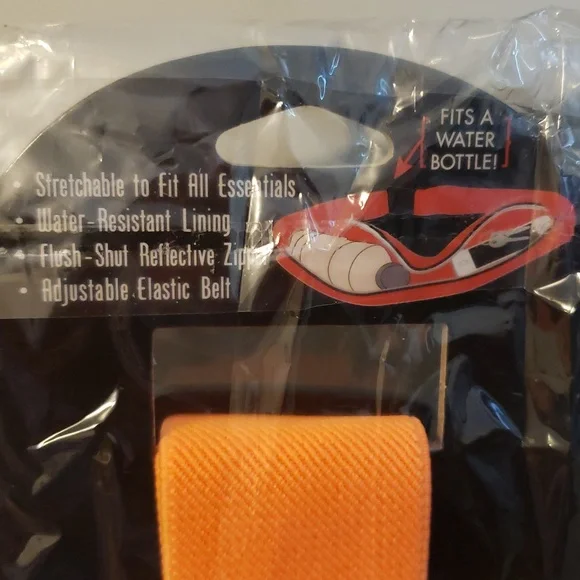 • Stretchable to Fit All Essentials
• Water-Resistant Lining
• Flush-Shut Reflective Zipper
• Adjustable Elastic Belt
FITS A
WATER
BOTTLE!